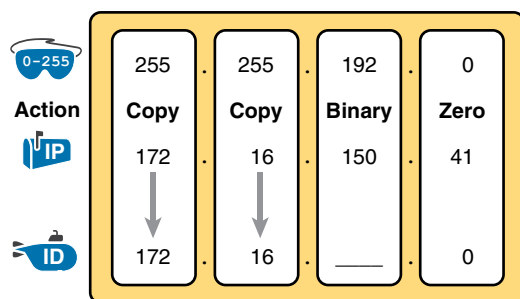 0-255 255 . 255 . 192 . 0
Action Copy Copy Binary Zero
IP 172 . 16 . 150 . 41
ID 172 . 16 . ____ . 0